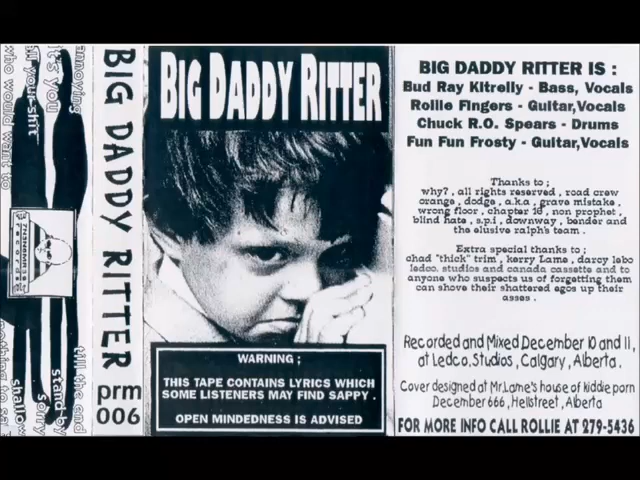 annoying
it's you
all your shit
who would want to
till the end
stand by
sorry
shallow
BIG DADDY RITTER
prm
006
BIG DADDY RITTER
WARNING ;
THIS TAPE CONTAINS LYRICS WHICH
SOME LISTENERS MAY FIND SAPPY .
OPEN MINDEDNESS IS ADVISED
BIG DADDY RITTER IS :
Bud Ray Kitrelly - Bass, Vocals
Rollie Fingers - Guitar,Vocals
Chuck R.O. Spears - Drums
Fun Fun Frosty - Guitar,Vocals
Thanks to ;
why? , all rights reserved , road crew
orange , dodge , a.k.a , grave mistake ,
wrong floor , chapter 10 , non prophet ,
blind hate , s.p.i , downway , bender and
the elusive ralph's team .
Extra special thanks to ;
chad "thick" trim , kerry Lame , darcy lebo
ledco. studios and canada cassette and to
anyone who suspects us of forgetting them
can shove their shattered egos up their
asses .
Recorded and Mixed December 10 and 11,
at Ledco,Studios , Calgary , Alberta .
Cover designed at Mr.Lame's house of kiddie porn
December 666 , Hellstreet , Alberta
FOR MORE INFO CALL ROLLIE AT 279-5436